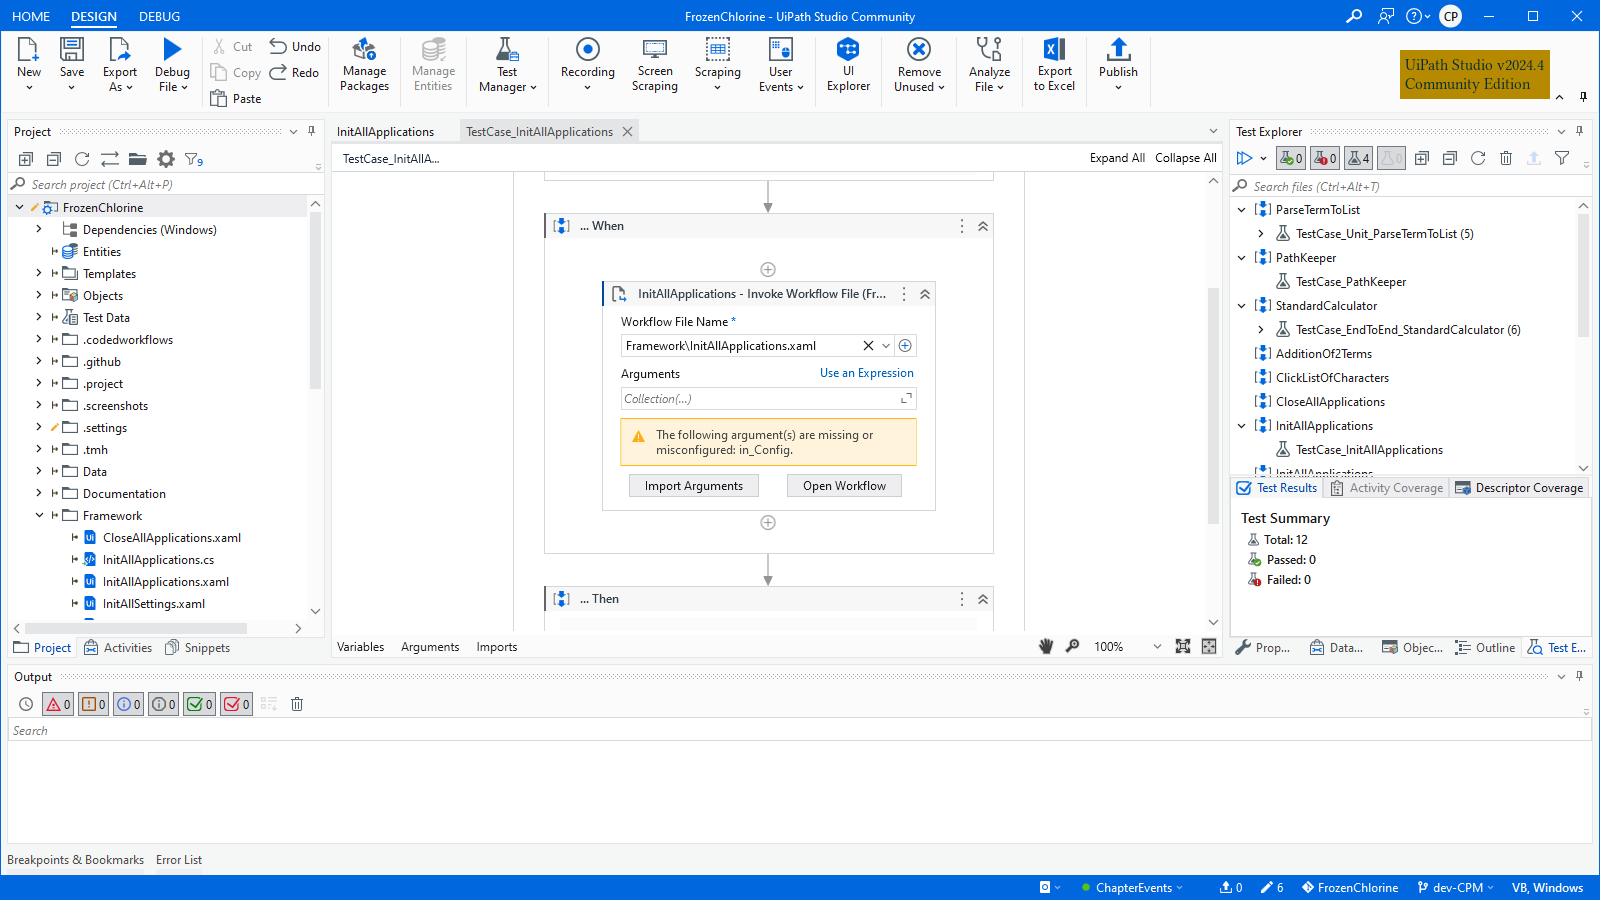 HOME DESIGN DEBUG
FrozenChlorine - UiPath Studio Community
CP
New
Save
Export As
Debug File
Cut
Copy
Paste
Undo
Redo
Manage Packages
Manage Entities
Test Manager
Recording
Screen Scraping
Scraping
User Events
UI Explorer
Remove Unused
Analyze File
Export to Excel
Publish
UiPath Studio v2024.4
Community Edition
Project
9
Search project (Ctrl+Alt+P)
FrozenChlorine
Dependencies (Windows)
Entities
Templates
Objects
Test Data
.codedworkflows
.github
.project
.screenshots
.settings
.tmh
Data
Documentation
Framework
CloseAllApplications.xaml
InitAllApplications.cs
InitAllApplications.xaml
InitAllSettings.xaml
Project Activities Snippets
InitAllApplications
TestCase_InitAllApplications
TestCase_InitAllA...
Expand All Collapse All
... When
InitAllApplications - Invoke Workflow File (Fr...
Workflow File Name *
Framework\InitAllApplications.xaml
Arguments
Use an Expression
Collection(...)
The following argument(s) are missing or
misconfigured: in_Config.
Import Arguments
Open Workflow
... Then
Variables Arguments Imports
100%
Test Explorer
0 0 4 0
Search files (Ctrl+Alt+T)
ParseTermToList
TestCase_Unit_ParseTermToList (5)
PathKeeper
TestCase_PathKeeper
StandardCalculator
TestCase_EndToEnd_StandardCalculator (6)
AdditionOf2Terms
ClickListOfCharacters
CloseAllApplications
InitAllApplications
TestCase_InitAllApplications
InitAllApplications
Test Results Activity Coverage Descriptor Coverage
Test Summary
Total: 12
Passed: 0
Failed: 0
Prop... Data... Objec... Outline Test E...
Output
0 0 0 0 0 0
Search
Breakpoints & Bookmarks Error List
ChapterEvents 0 6 FrozenChlorine dev-CPM VB, Windows